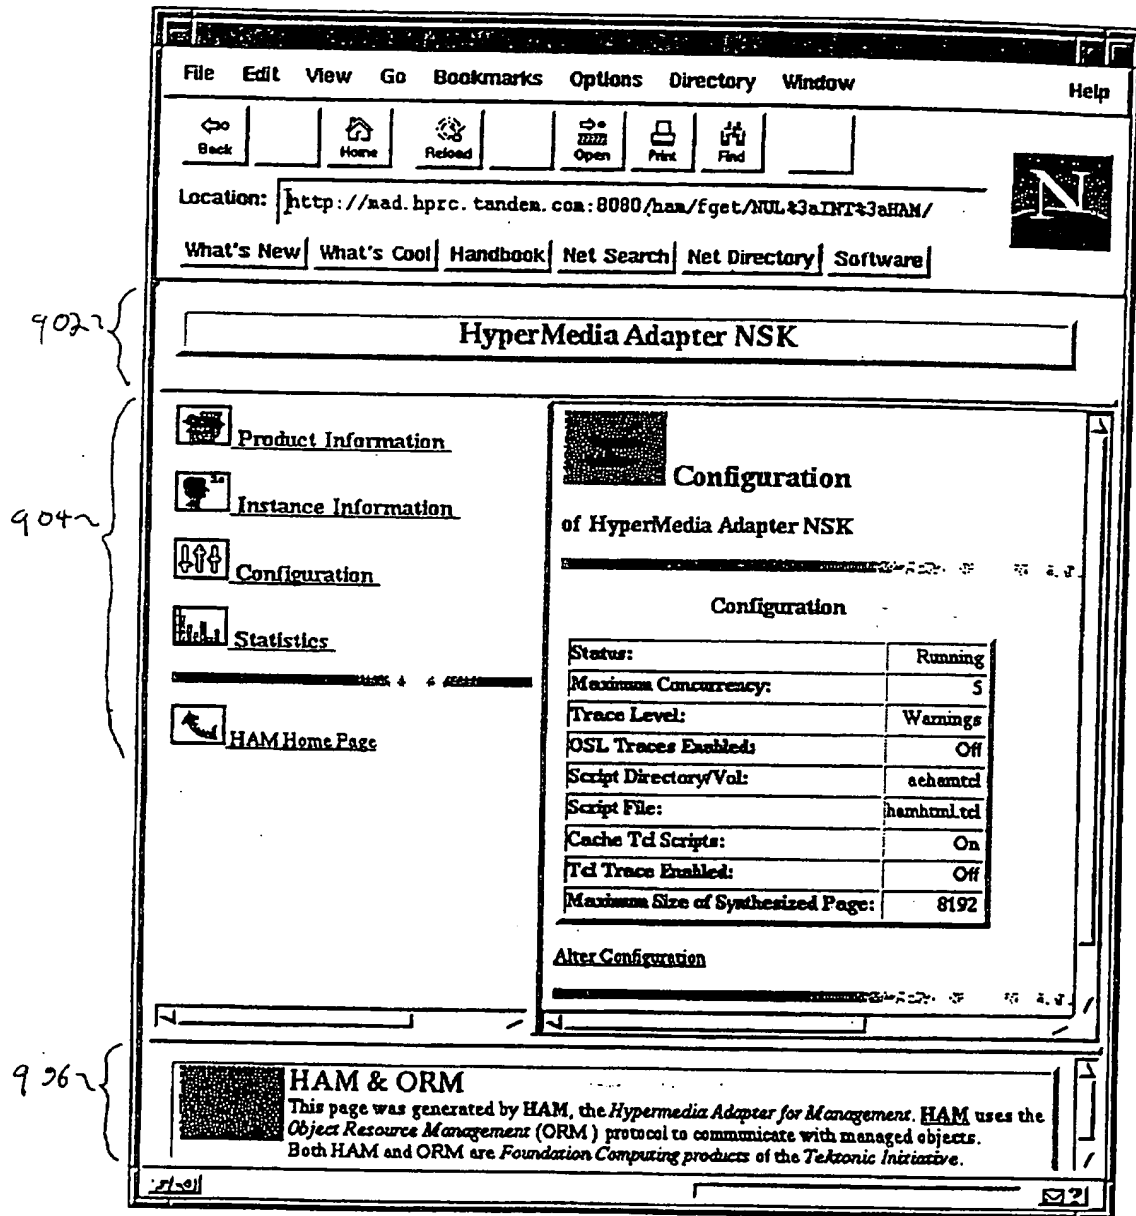 File Edit View Go Bookmarks Options Directory Window Help
Back Home Reload Open Print Find
N
Location: http://mad.hprc.tandem.com:8080/ham/fget/NUL%3aINT%3aHAM/
What's New What's Cool Handbook Net Search Net Directory Software
902
HyperMedia Adapter NSK
904
Product Information
Instance Information
Configuration
Statistics
HAM Home Page
Configuration
of HyperMedia Adapter NSK
Configuration
Status: Running
Maximum Concurrency: 5
Trace Level: Warnings
OSL Traces Enabled: Off
Script Directory/Vol: aehamtcl
Script File: hamhtml.tcl
Cache Tcl Scripts: On
Tcl Trace Enabled: Off
Maximum Size of Synthesized Page: 8192
Alter Configuration
906
HAM & ORM
This page was generated by HAM, the Hypermedia Adapter for Management. HAM uses the
Object Resource Management (ORM) protocol to communicate with managed objects.
Both HAM and ORM are Foundation Computing products of the Tektonic Initiative.